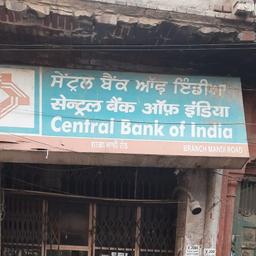 ਸੇਂਟ੍ਰਲ ਬੈਂਕ ਆੱਫ਼ ਇੰਡੀਆ
सेन्ट्रल बैंक ऑफ़ इंडिया
Central Bank of India
ਸ਼ਾਖਾ ਮੰਡੀ ਰੋਡ BRANCH MANDI ROAD